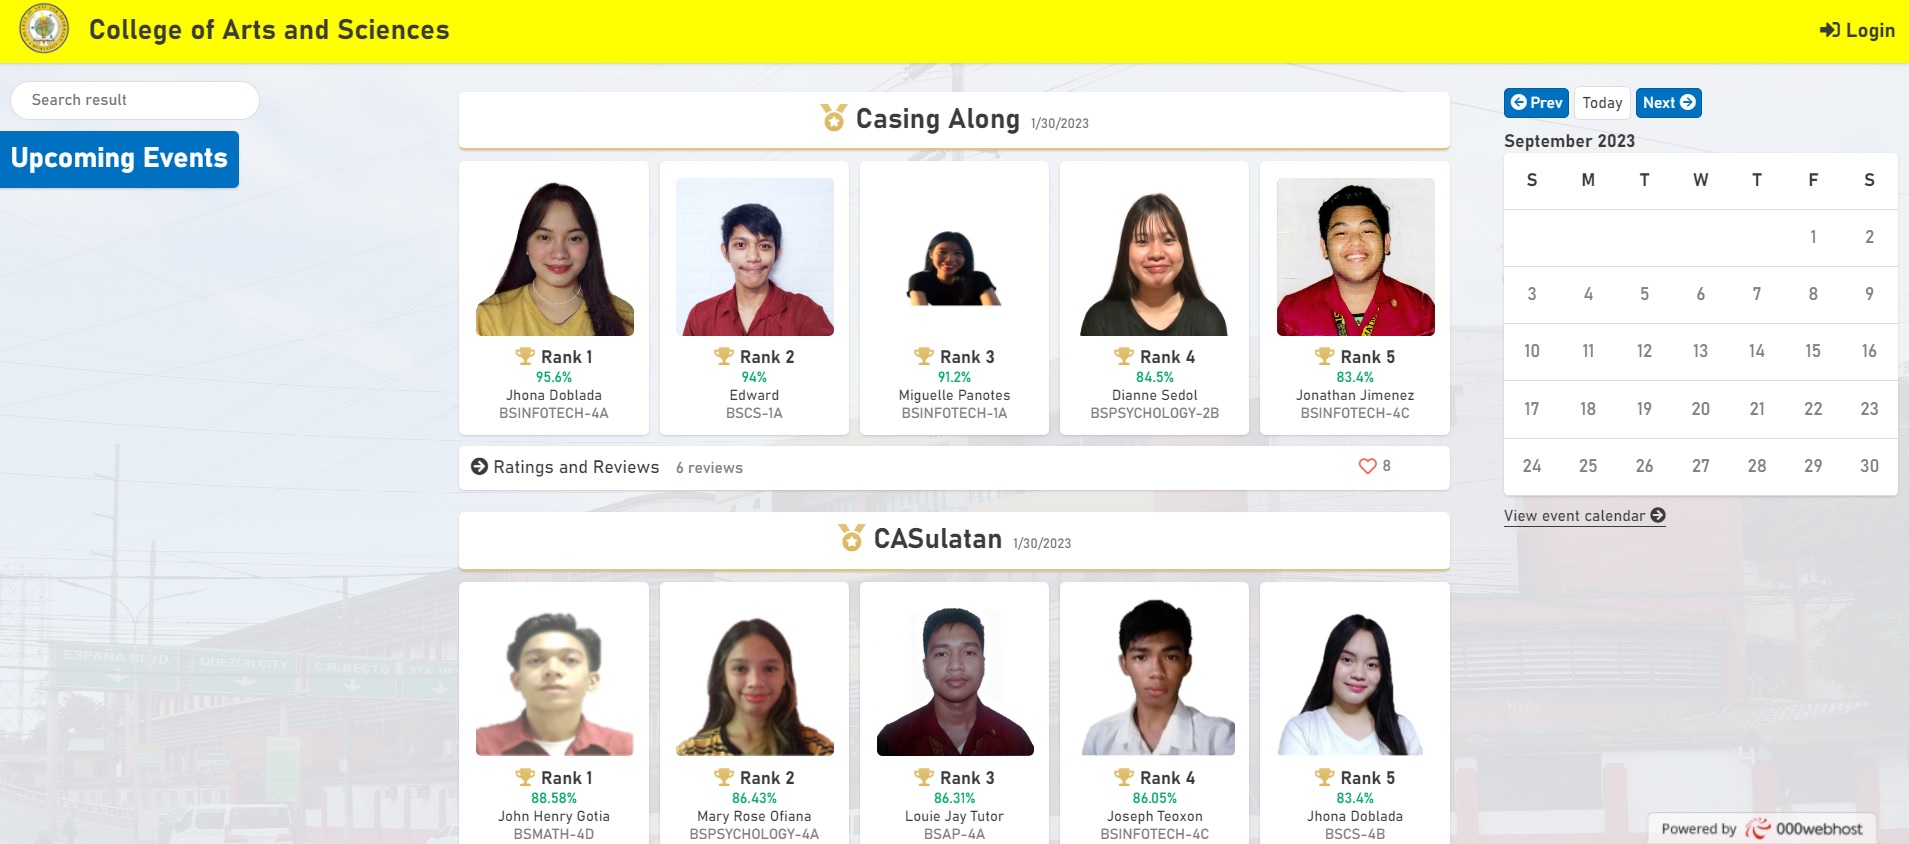 College of Arts and Sciences
Login
Search result
Upcoming Events
Casing Along 1/30/2023
Rank 1
95.6%
Jhona Doblada
BSINFOTECH-4A
Rank 2
94%
Edward
BSCS-1A
Rank 3
91.2%
Miguelle Panotes
BSINFOTECH-1A
Rank 4
84.5%
Dianne Sedol
BSPSYCHOLOGY-2B
Rank 5
83.4%
Jonathan Jimenez
BSINFOTECH-4C
Ratings and Reviews 6 reviews 8
CASulatan 1/30/2023
Rank 1
88.58%
John Henry Gotia
BSMATH-4D
Rank 2
86.43%
Mary Rose Ofiana
BSPSYCHOLOGY-4A
Rank 3
86.31%
Louie Jay Tutor
BSAP-4A
Rank 4
86.05%
Joseph Teoxon
BSINFOTECH-4C
Rank 5
83.4%
Jhona Doblada
BSCS-4B
Prev Today Next
September 2023
S M T W T F S
1 2
3 4 5 6 7 8 9
10 11 12 13 14 15 16
17 18 19 20 21 22 23
24 25 26 27 28 29 30
View event calendar
ESPAÑA BLVD. QUEZON CITY C.M. RECTO
Powered by 000webhost